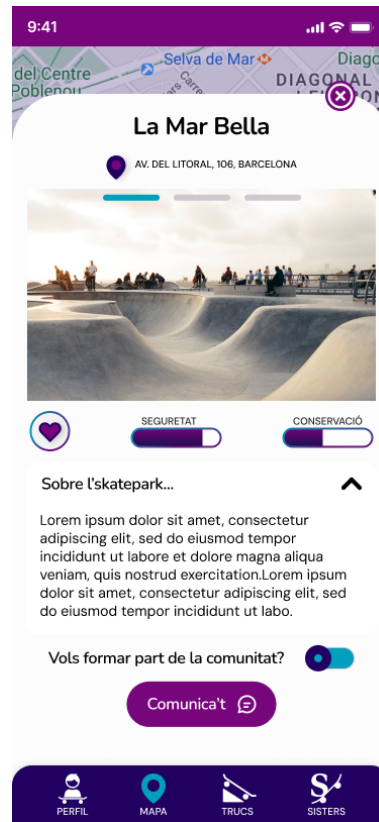 9:41
Selva de Mar
Diago
del Centre
Poblenou
Carre
DIAGONAL
La Mar Bella
AV. DEL LITORAL, 106, BARCELONA
SEGURETAT
CONSERVACIÓ
Sobre l’skatepark...
Lorem ipsum dolor sit amet, consectetur
adipiscing elit, sed do eiusmod tempor
incididunt ut labore et dolore magna aliqua
veniam, quis nostrud exercitation.Lorem ipsum
dolor sit amet, consectetur adipiscing elit, sed
do eiusmod tempor incididunt ut labo.
Vols formar part de la comunitat?
Comunica’t
PERFIL
MAPA
TRUCS
SISTERS